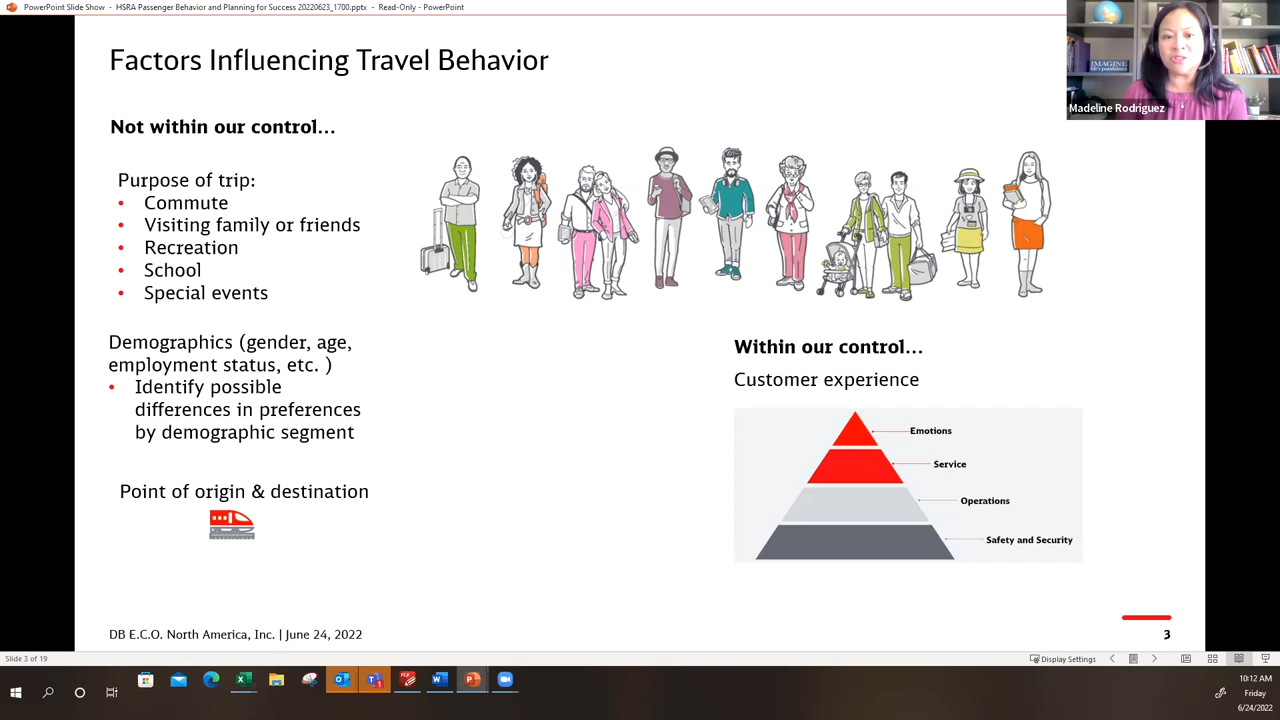 PowerPoint Slide Show - HSRA Passenger Behavior and Planning for Success 20220623_1700.pptx - Read-Only - PowerPoint
Factors Influencing Travel Behavior
IMAGINE
Madeline Rodriguez
Not within our control...
Purpose of trip:
• Commute
• Visiting family or friends
• Recreation
• School
• Special events
Demographics (gender, age,
employment status, etc. )
• Identify possible
differences in preferences
by demographic segment
Point of origin & destination
Within our control...
Customer experience
Emotions
Service
Operations
Safety and Security
DB E.C.O. North America, Inc. | June 24, 2022
3
Slide 3 of 19
Display Settings
10:12 AM
Friday
6/24/2022